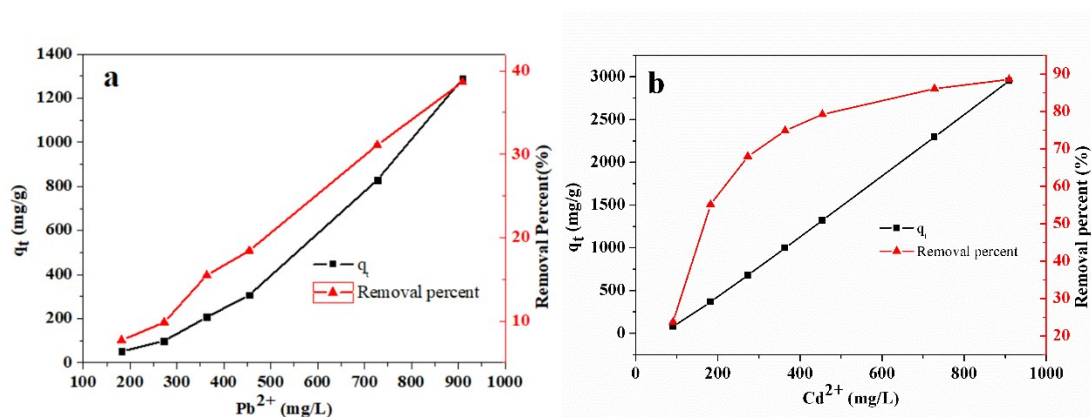 a
1400
1200
1000
800
600
400
200
0
qt (mg/g)
100 200 300 400 500 600 700 800 900 1000
Pb2+ (mg/L)
40
30
20
10
Removal Percent(%)
qt
Removal percent
b
3000
2500
2000
1500
1000
500
0
qt (mg/g)
0 200 400 600 800 1000
Cd2+ (mg/L)
90
80
70
60
50
40
30
20
Removal percent (%)
qt
Removal percent